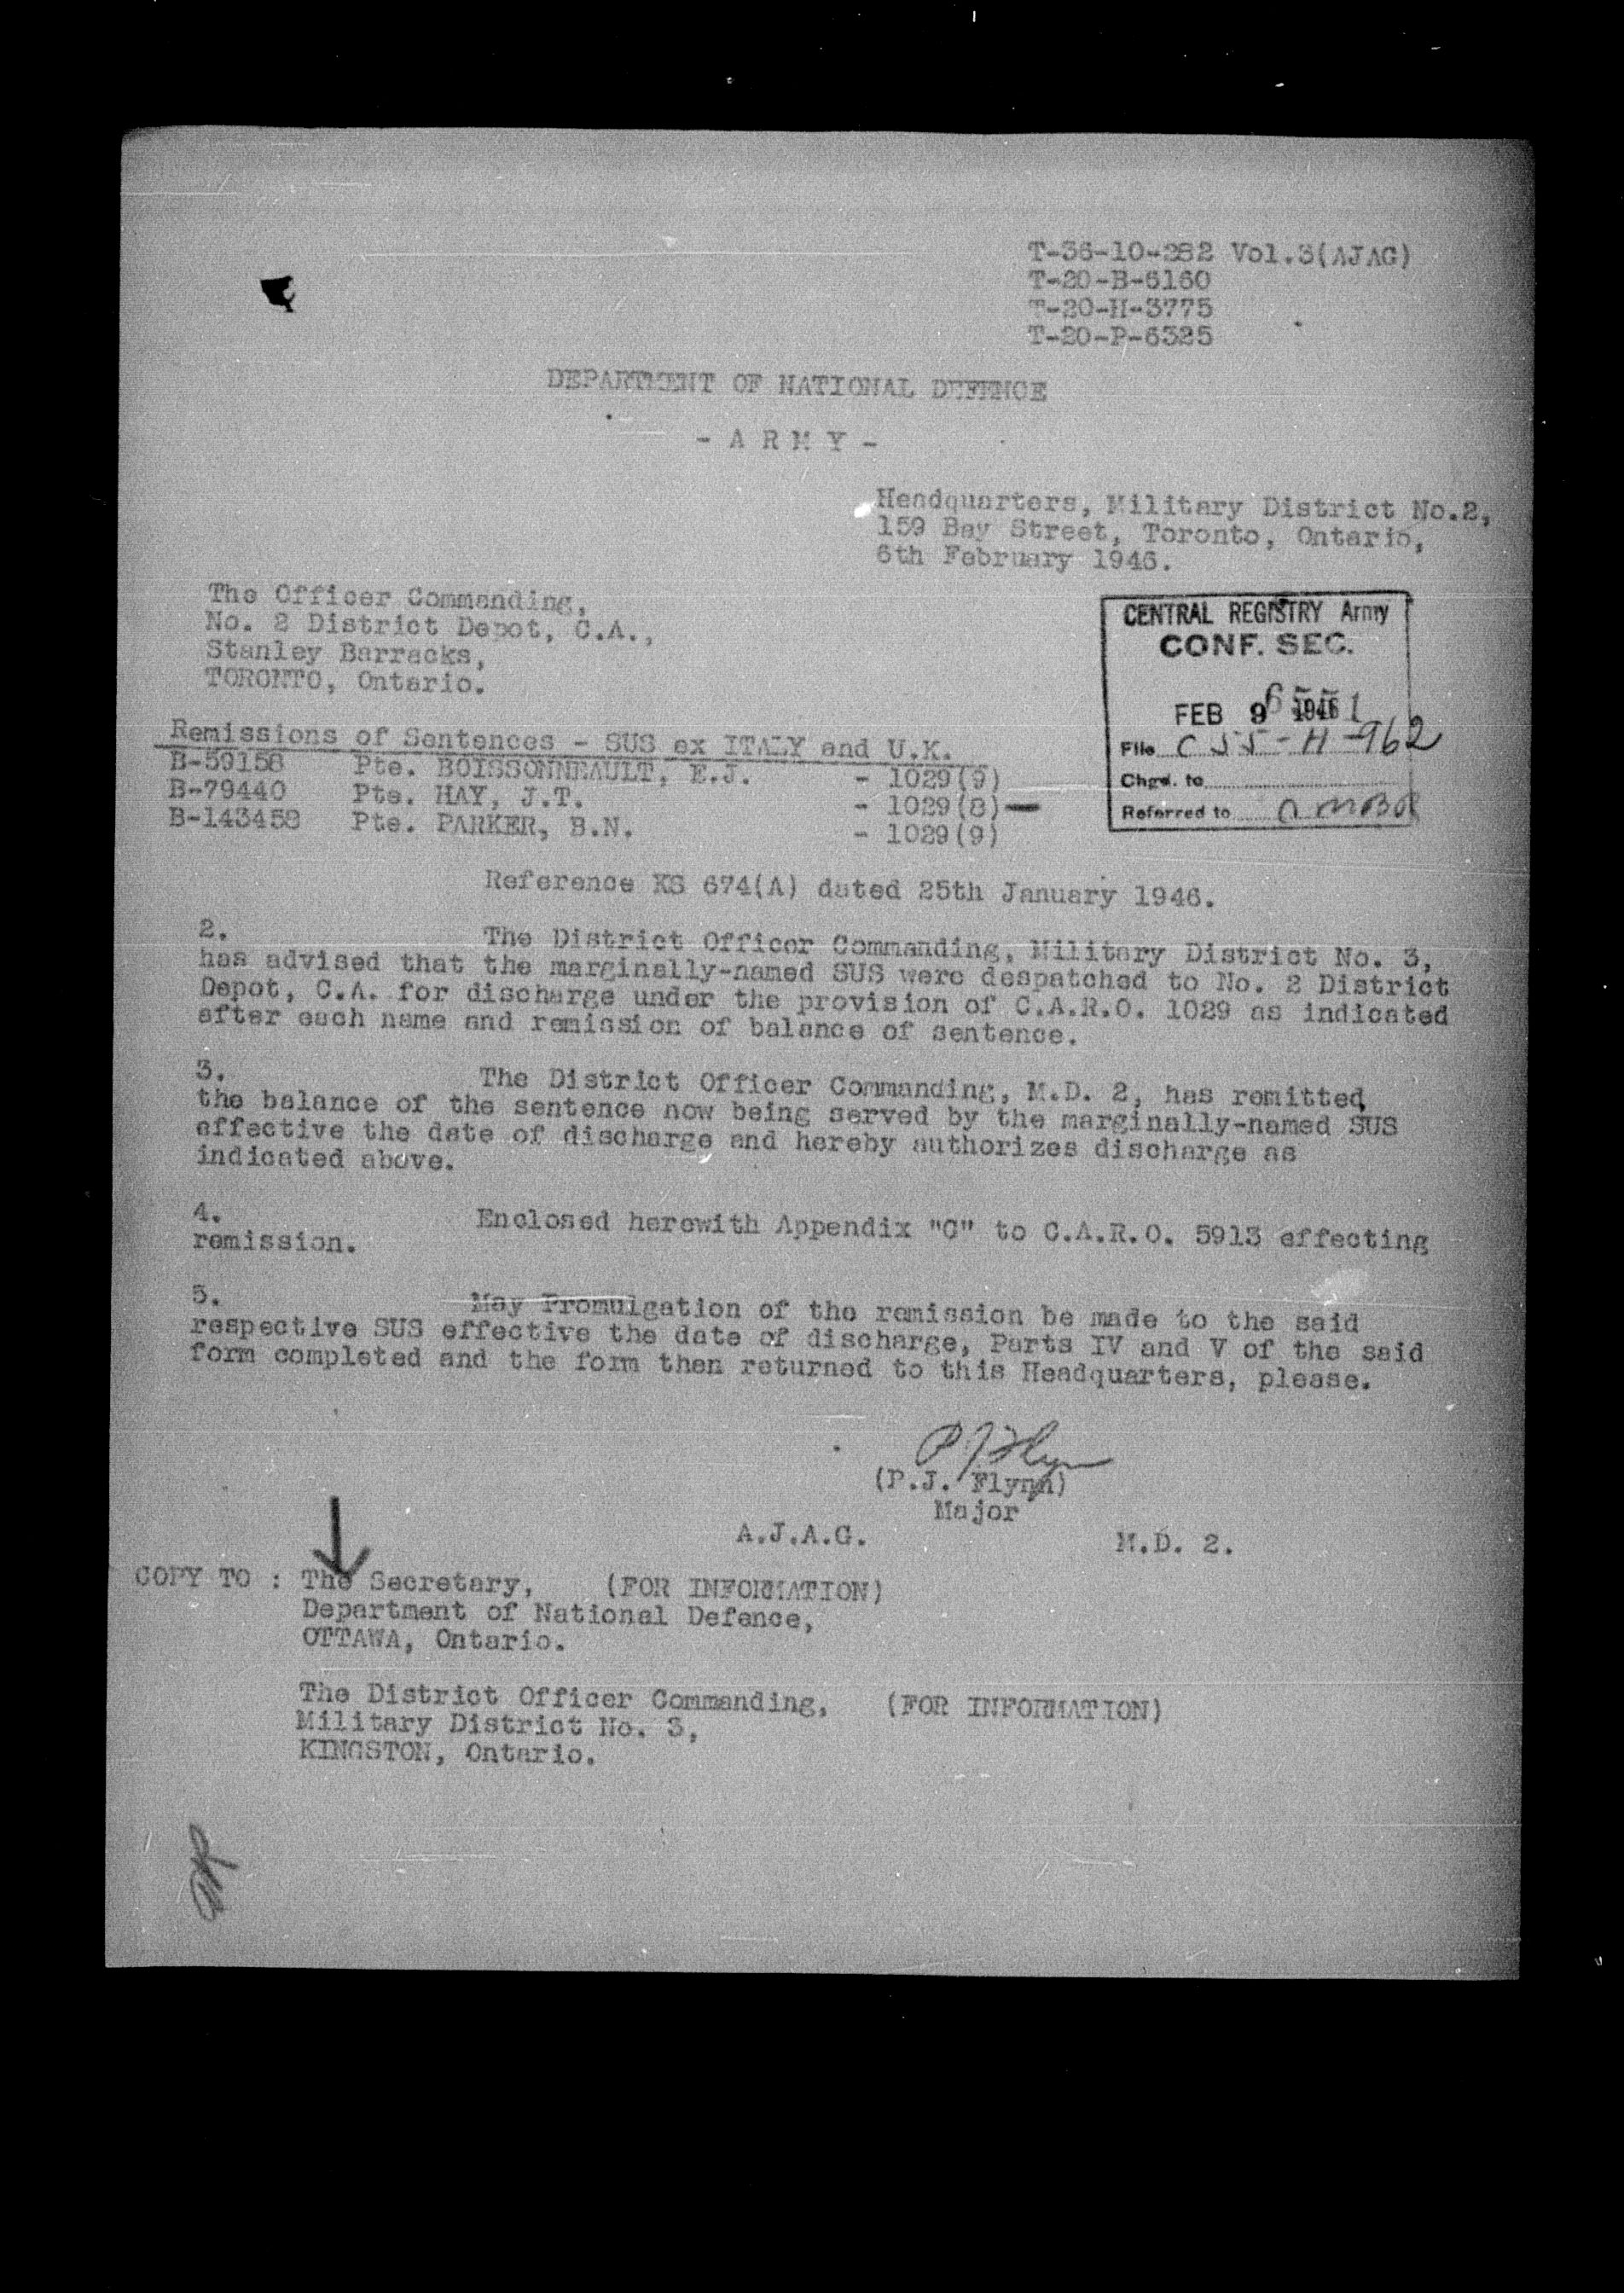 T-36-10-282 Vol.3(AJAG)
T-20-B-6160
T-20-H-3775
T-20-P-6325
DEPARTMENT OF NATIONAL DEFENCE
- A R M Y -
Headquarters, Military District No.2,
159 Bay Street, Toronto, Ontario,
6th February 1946.
The Officer Commanding,
No. 2 District Depot, C.A.,
Stanley Barracks,
TORONTO, Ontario.
CENTRAL REGISTRY Army
CONF. SEC.
FEB 9 1946
File C 55-H-962
Chgd. to
Referred to
Remissions of Sentences - SUS ex ITALY and U.K.
B-59158 Pte. BOISSONNEAULT, E.J. - 1029(9)
B-79440 Pte. HAY, J.T. - 1029(8)-
B-143458 Pte. PARKER, B.N. - 1029(9)
Reference KS 674(A) dated 25th January 1946.
2. The District Officer Commanding, Military District No. 3,
has advised that the marginally-named SUS were despatched to No. 2 District
Depot, C.A. for discharge under the provision of C.A.R.O. 1029 as indicated
after each name and remission of balance of sentence.
3. The District Officer Commanding, M.D. 2, has remitted
the balance of the sentence now being served by the marginally-named SUS
effective the date of discharge and hereby authorizes discharge as
indicated above.
4. Enclosed herewith Appendix "C" to C.A.R.O. 5913 effecting
remission.
5. May Promulgation of the remission be made to the said
respective SUS effective the date of discharge, Parts IV and V of the said
form completed and the form then returned to this Headquarters, please.
P J Flynn
(P.J. Flynn)
Major
A.J.A.G. M.D. 2.
COPY TO : The Secretary, (FOR INFORMATION)
Department of National Defence,
OTTAWA, Ontario.
The District Officer Commanding, (FOR INFORMATION)
Military District No. 3,
KINGSTON, Ontario.